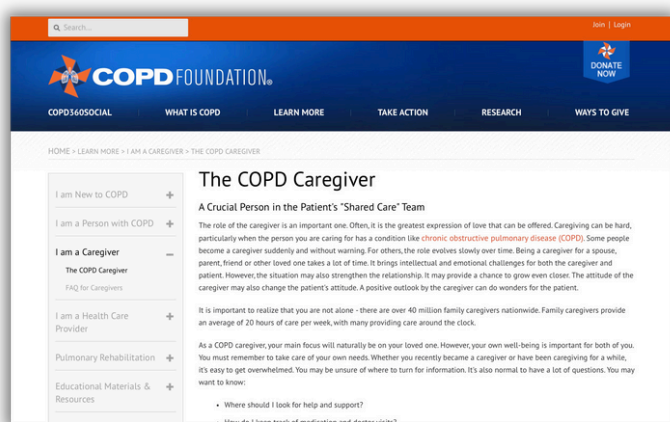 Search...
Join | Login
COPD FOUNDATION®
DONATE
NOW
COPD360SOCIAL WHAT IS COPD LEARN MORE TAKE ACTION RESEARCH WAYS TO GIVE
HOME > LEARN MORE > I AM A CAREGIVER > THE COPD CAREGIVER
I am New to COPD +
I am a Person with COPD +
I am a Caregiver –
The COPD Caregiver
FAQ for Caregivers
I am a Health Care +
Provider
Pulmonary Rehabilitation +
Educational Materials & +
Resources
The COPD Caregiver
A Crucial Person in the Patient's "Shared Care" Team
The role of the caregiver is an important one. Often, it is the greatest expression of love that can be offered. Caregiving can be hard,
particularly when the person you are caring for has a condition like chronic obstructive pulmonary disease (COPD). Some people
become a caregiver suddenly and without warning. For others, the role evolves slowly over time. Being a caregiver for a spouse,
parent, friend or other loved one takes a lot of time. It brings intellectual and emotional challenges for both the caregiver and
patient. However, the situation may also strengthen the relationship. It may provide a chance to grow even closer. The attitude of the
caregiver may also change the patient's attitude. A positive outlook by the caregiver can do wonders for the patient.
It is important to realize that you are not alone - there are over 40 million family caregivers nationwide. Family caregivers provide
an average of 20 hours of care per week, with many providing care around the clock.
As a COPD caregiver, your main focus will naturally be on your loved one. However, your own well-being is important for both of you.
You must remember to take care of your own needs. Whether you recently became a caregiver or have been caregiving for a while,
it's easy to get overwhelmed. You may be unsure of where to turn for information. It's also normal to have a lot of questions. You may
want to know:
• Where should I look for help and support?
• How do I keep track of medication and doctor visits?